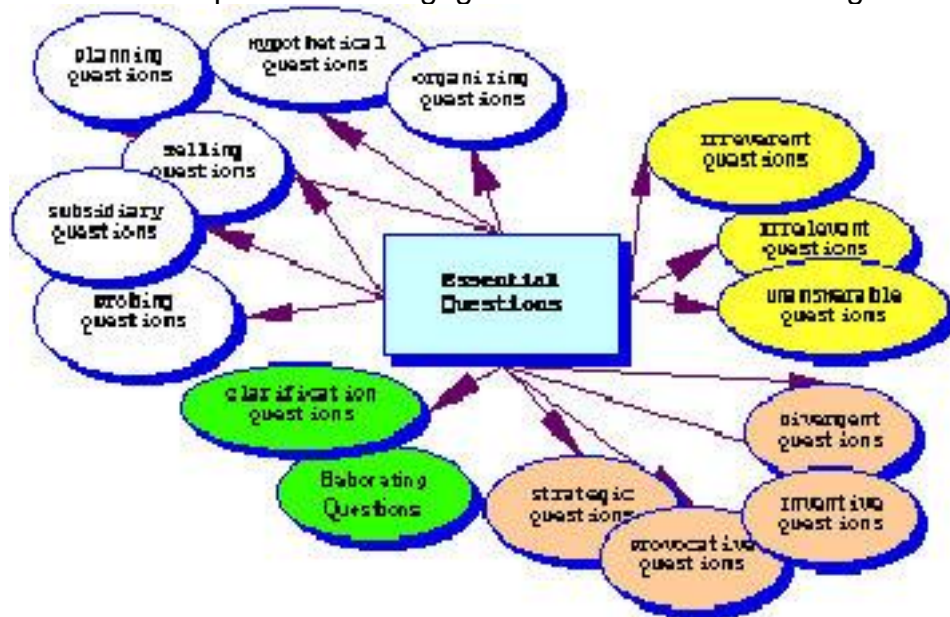 planning
questions
Hypothetical
Questions
organizing
questions
questions
subsidiary
questions
Probing
questions
Essential
Questions
Irreverent
questions
Irrelevant
questions
unanswerable
questions
clarification
questions
Elaborating
Questions
strategic
questions
Provocative
questions
Divergent
questions
Inventive
questions